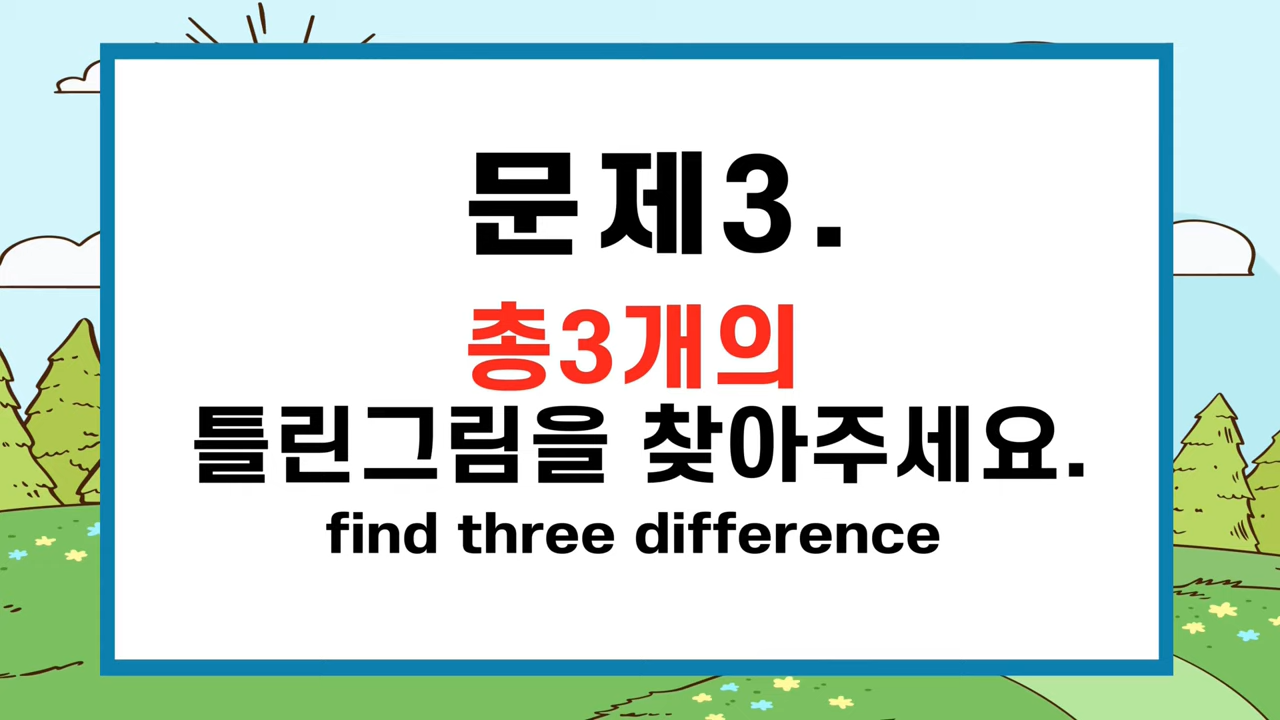 문제3.
총3개의
틀린그림을 찾아주세요.
find three difference